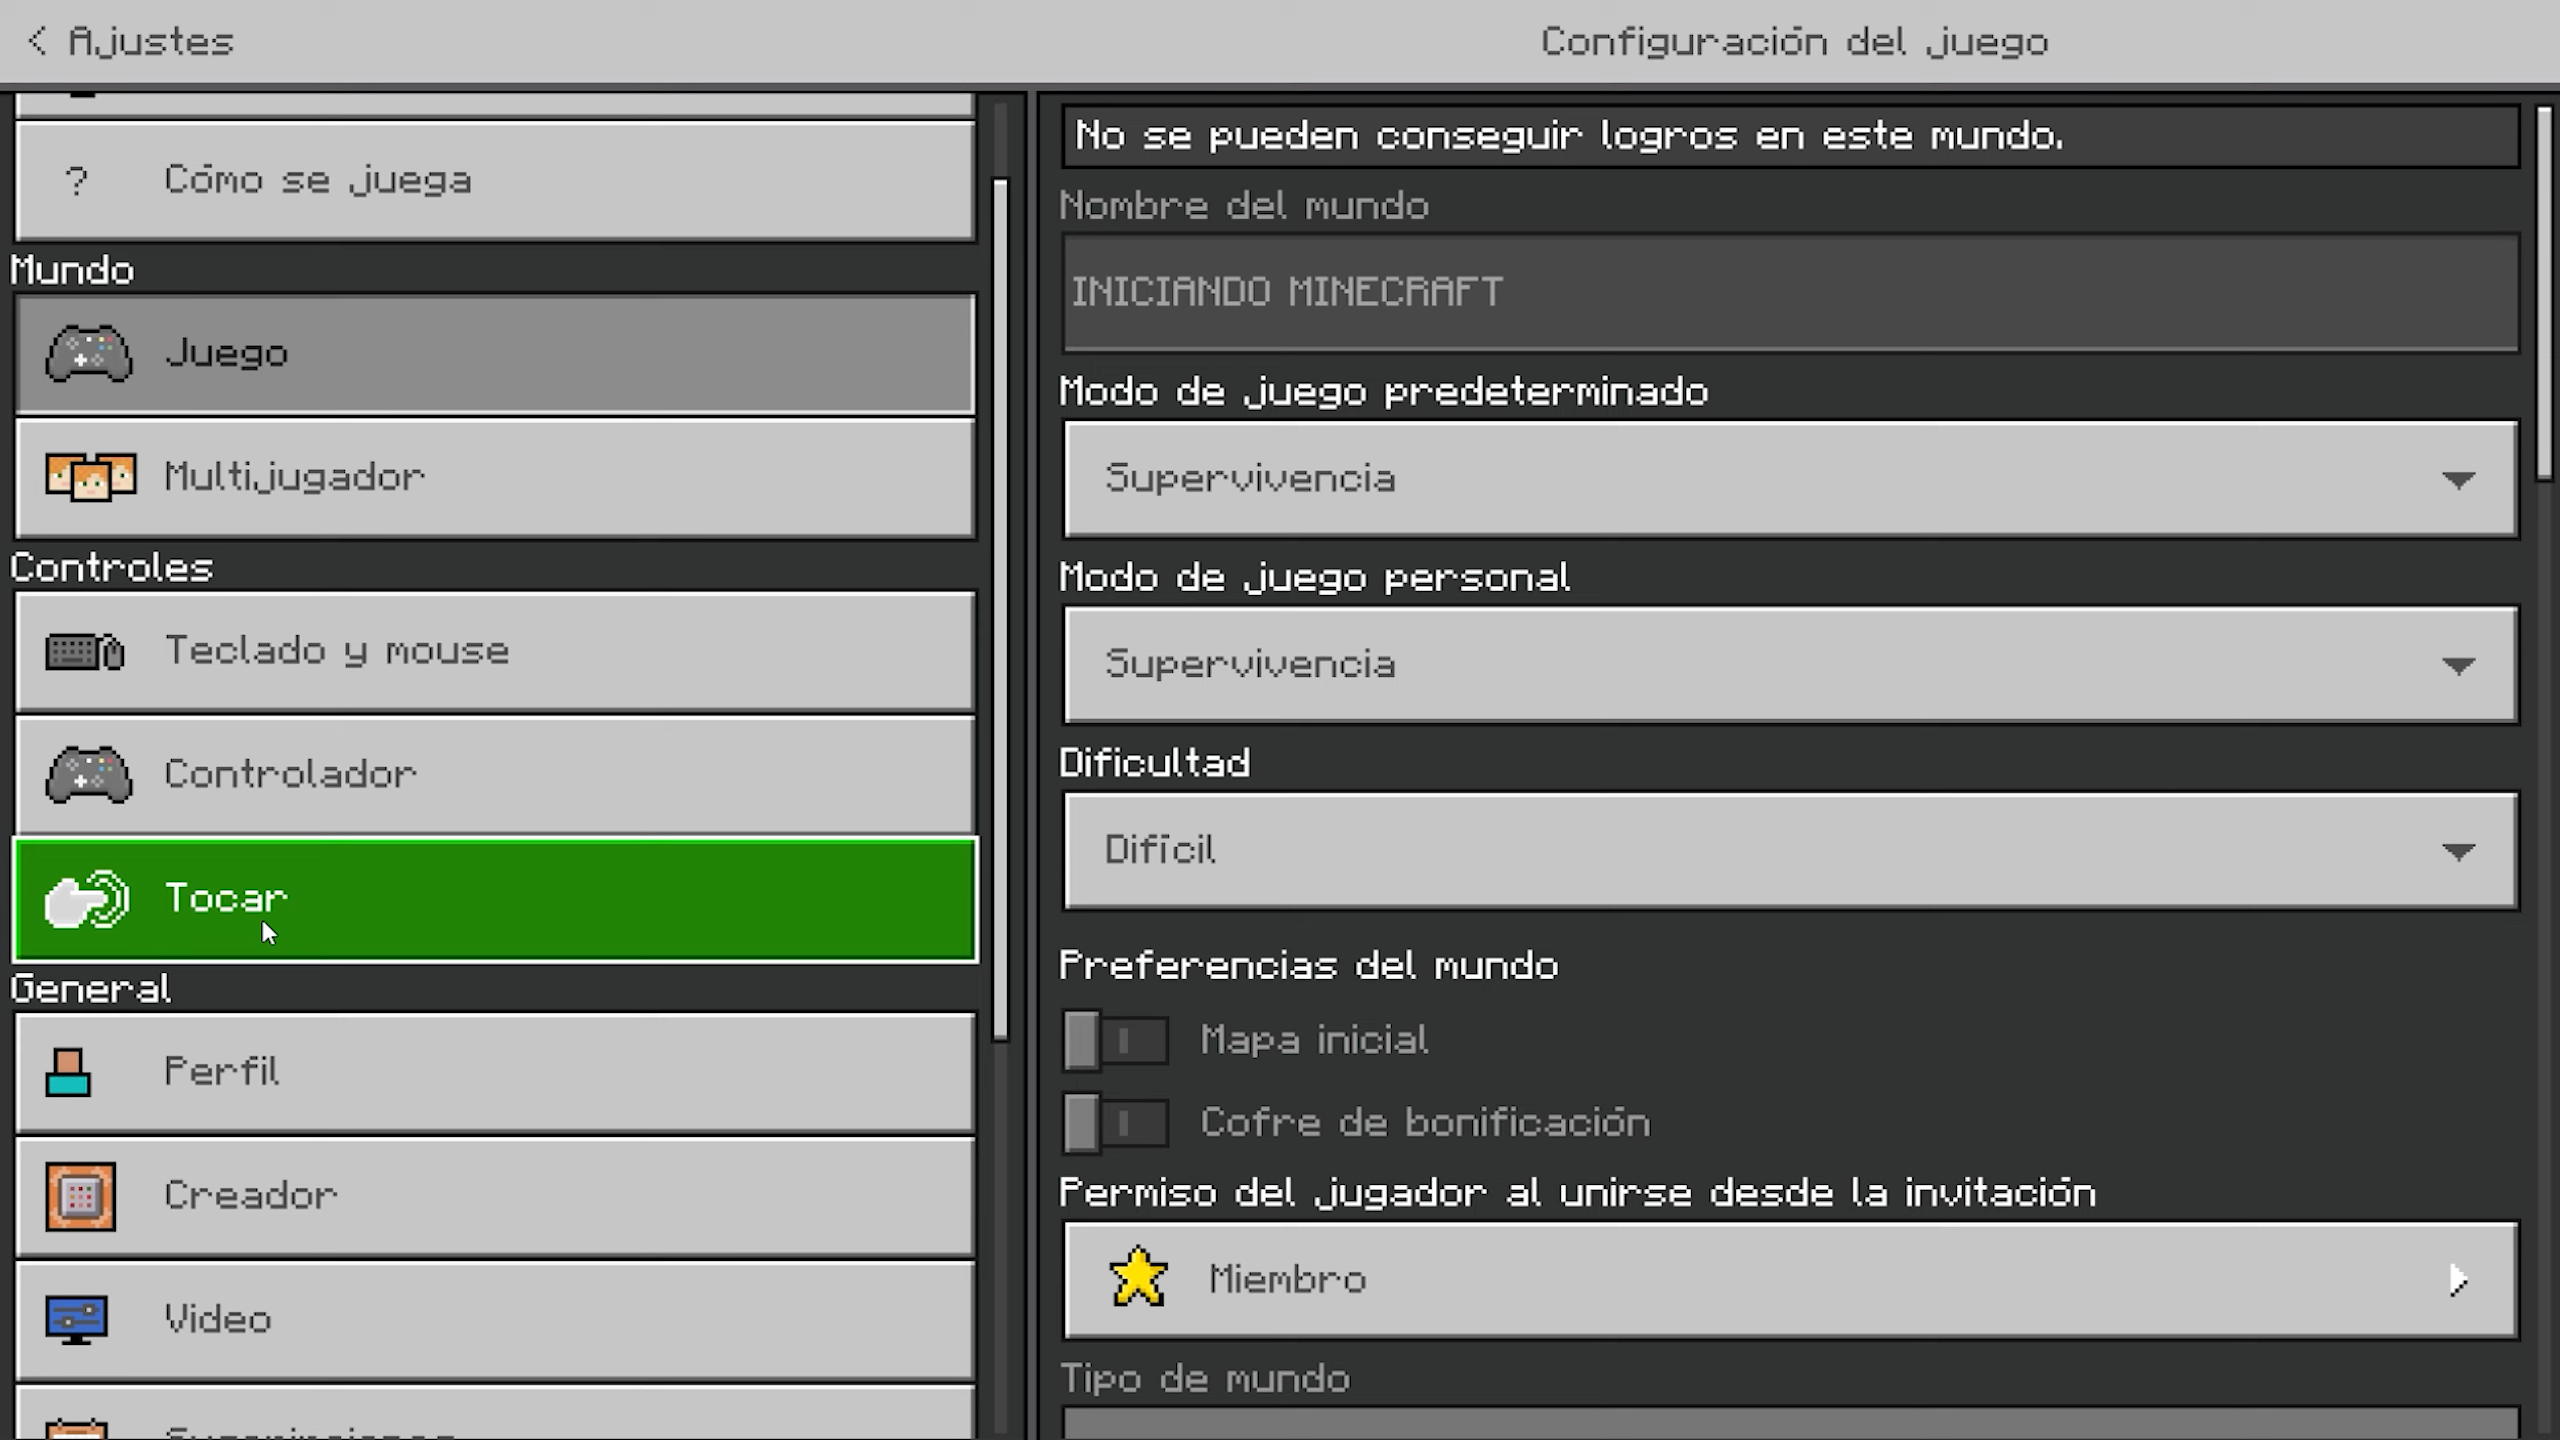 Ajustes
Configuración del juego
Cómo se juega
Mundo
Juego
Multijugador
Controles
Teclado y mouse
Controlador
Tocar
General
Perfil
Creador
Video
No se pueden conseguir logros en este mundo.
Nombre del mundo
INICIANDO MINECRAFT
Modo de juego predeterminado
Supervivencia
Modo de juego personal
Supervivencia
Dificultad
Difícil
Preferencias del mundo
Mapa inicial
Cofre de bonificación
Permiso del jugador al unirse desde la invitación
Miembro
Tipo de mundo